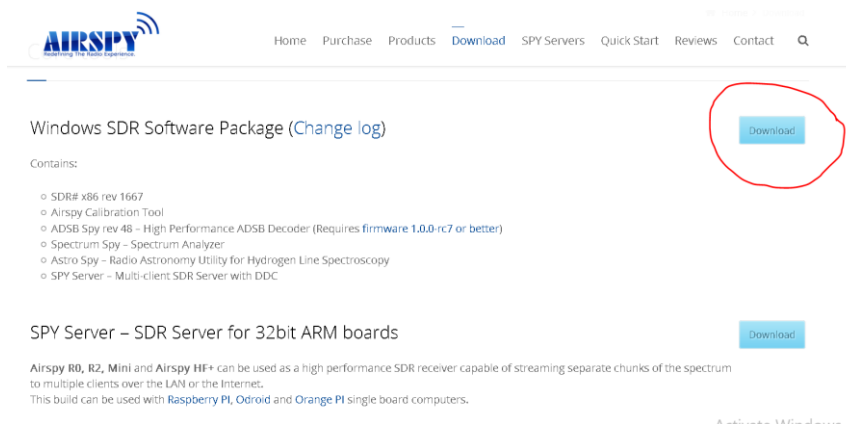 AIRSPY
Redefining The Radio Experience.
Home Purchase Products Download SPY Servers Quick Start Reviews Contact
Windows SDR Software Package (Change log)
Download
Contains:
SDR# x86 rev 1667
Airspy Calibration Tool
ADSB Spy rev 48 – High Performance ADSB Decoder (Requires firmware 1.0.0-rc7 or better)
Spectrum Spy – Spectrum Analyzer
Astro Spy – Radio Astronomy Utility for Hydrogen Line Spectroscopy
SPY Server – Multi-client SDR Server with DDC
SPY Server – SDR Server for 32bit ARM boards
Download
Airspy R0, R2, Mini and Airspy HF+ can be used as a high performance SDR receiver capable of streaming separate chunks of the spectrum
to multiple clients over the LAN or the Internet.
This build can be used with Raspberry PI, Odroid and Orange PI single board computers.
Activate Windows